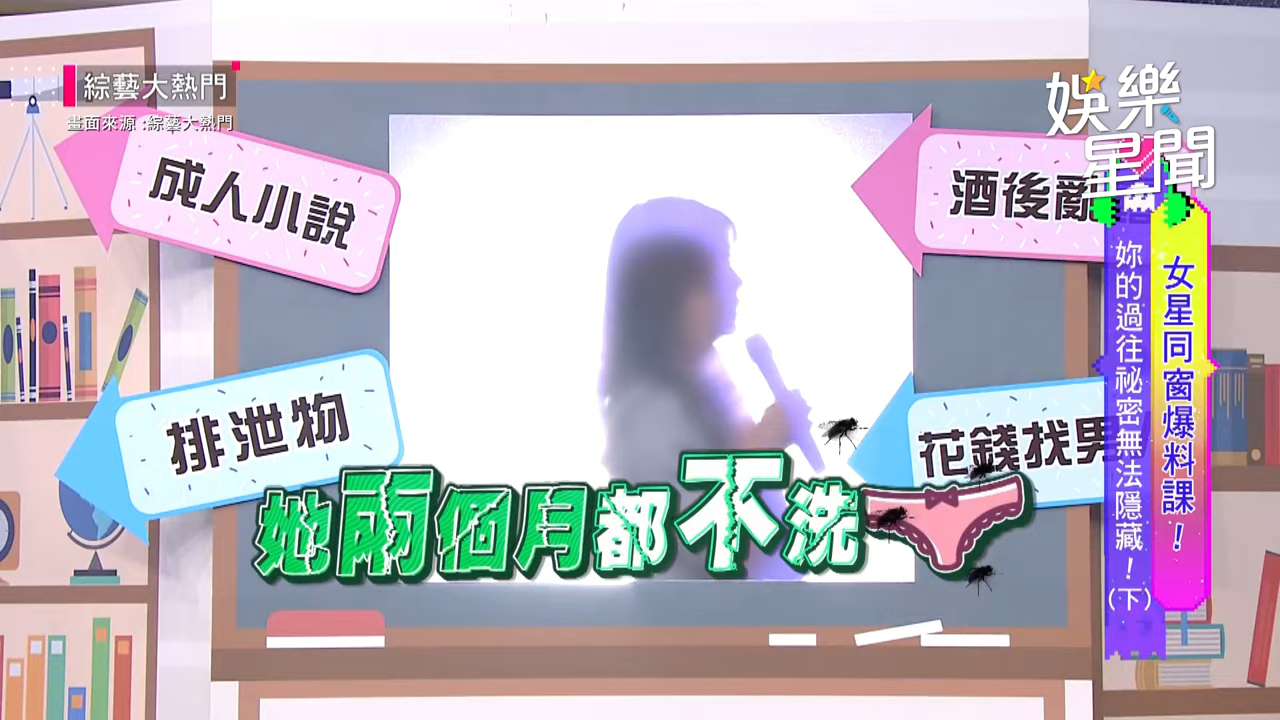 綜藝大熱門
畫面來源 :綜藝大熱門
娛樂
星聞
成人小說
酒後亂
排泄物
花錢找男
她兩個月都不洗
女星同窗爆料課！
妳的過往祕密無法隱藏！（下）